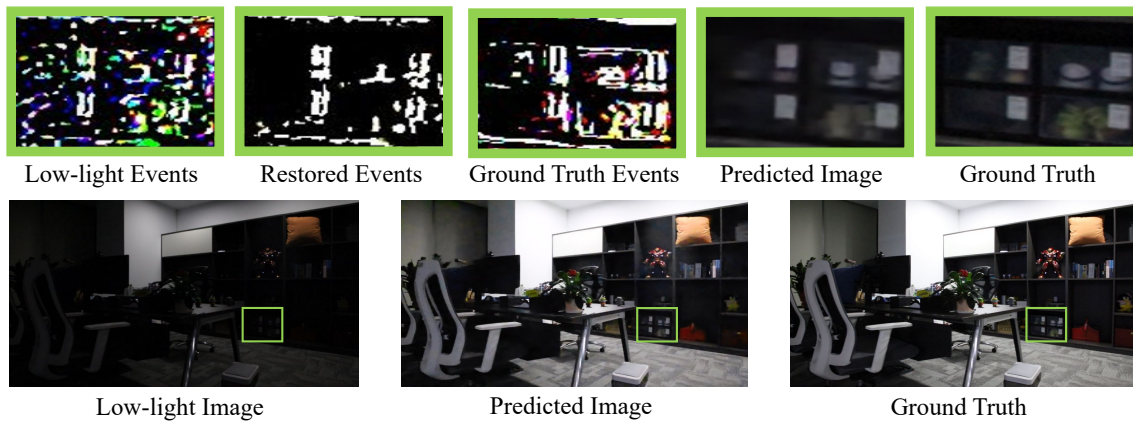 Low-light Events
Restored Events
Ground Truth Events
Predicted Image
Ground Truth
Low-light Image
Predicted Image
Ground Truth